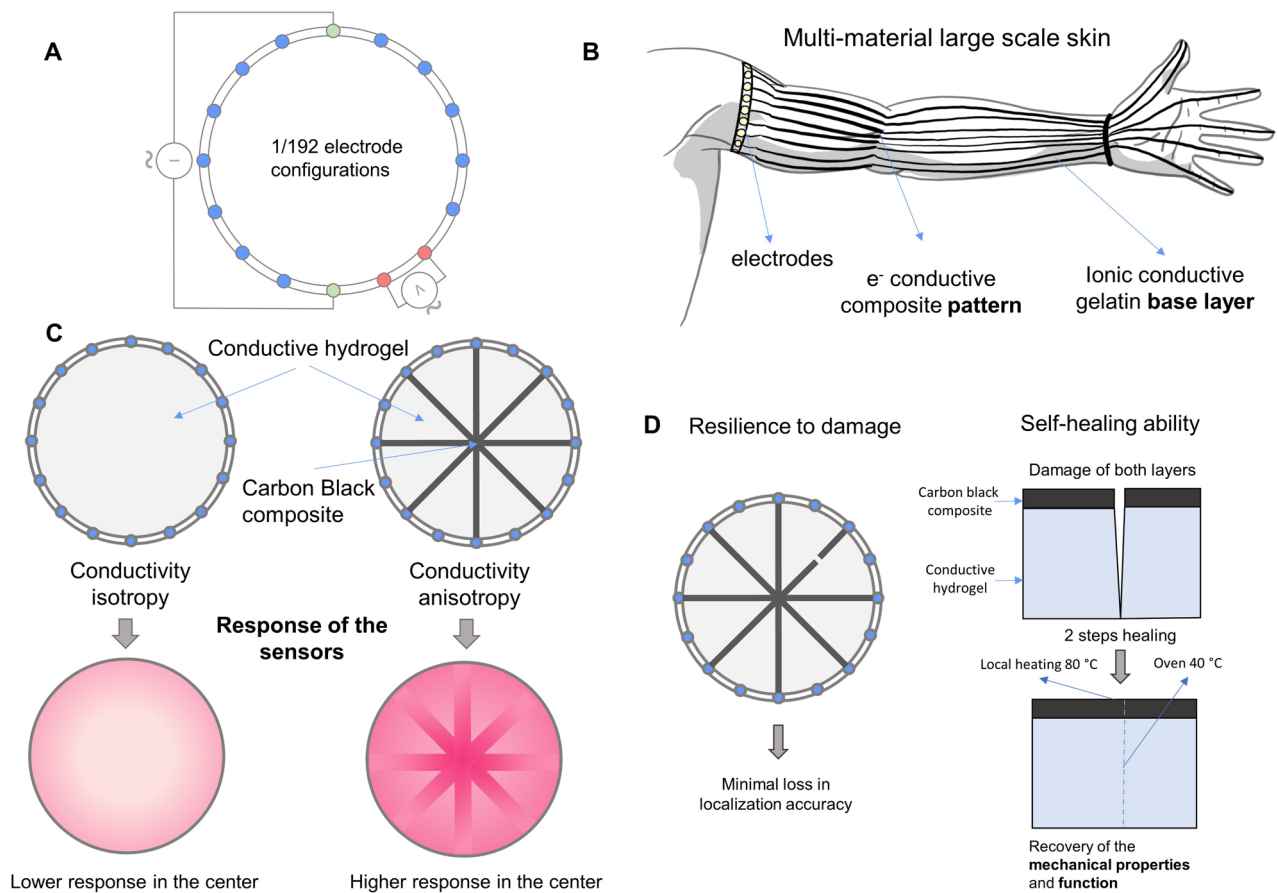 A
1/192 electrode
configurations
I
V
B
Multi-material large scale skin
electrodes
e- conductive
composite pattern
Ionic conductive
gelatin base layer
C
Conductive hydrogel
Carbon Black
composite
Conductivity
isotropy
Conductivity
anisotropy
Response of the
sensors
Lower response in the center
Higher response in the center
D
Resilience to damage
Minimal loss in
localization accuracy
Self-healing ability
Damage of both layers
Carbon black
composite
Conductive
hydrogel
2 steps healing
Local heating 80 °C
Oven 40 °C
Recovery of the
mechanical properties
and function